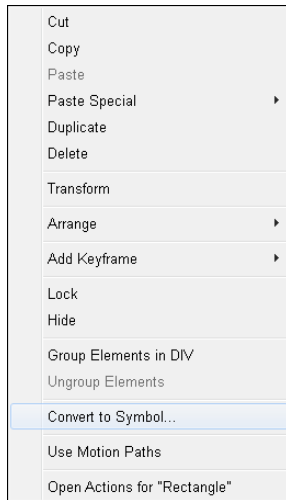 Cut
Copy
Paste
Paste Special
Duplicate
Delete
Transform
Arrange
Add Keyframe
Lock
Hide
Group Elements in DIV
Ungroup Elements
Convert to Symbol...
Use Motion Paths
Open Actions for "Rectangle"